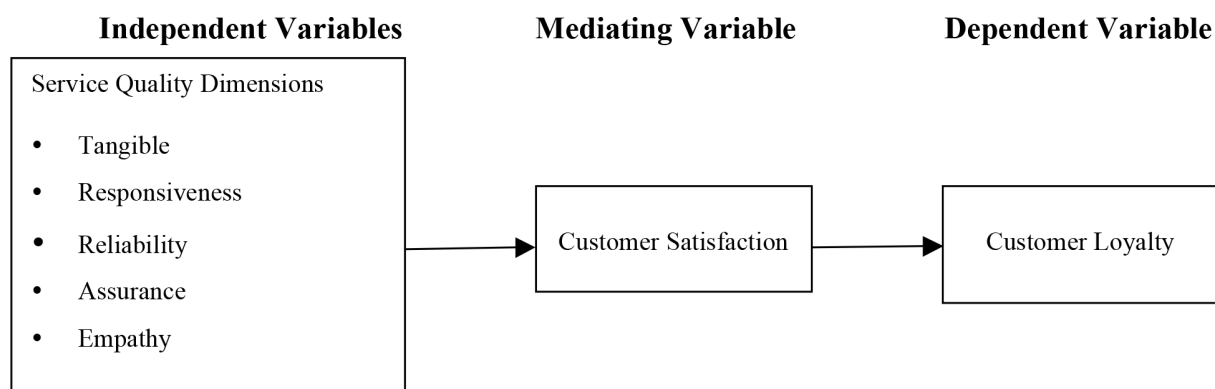 Independent Variables
Mediating Variable
Dependent Variable
Service Quality Dimensions
• Tangible
• Responsiveness
• Reliability
• Assurance
• Empathy
Customer Satisfaction
Customer Loyalty